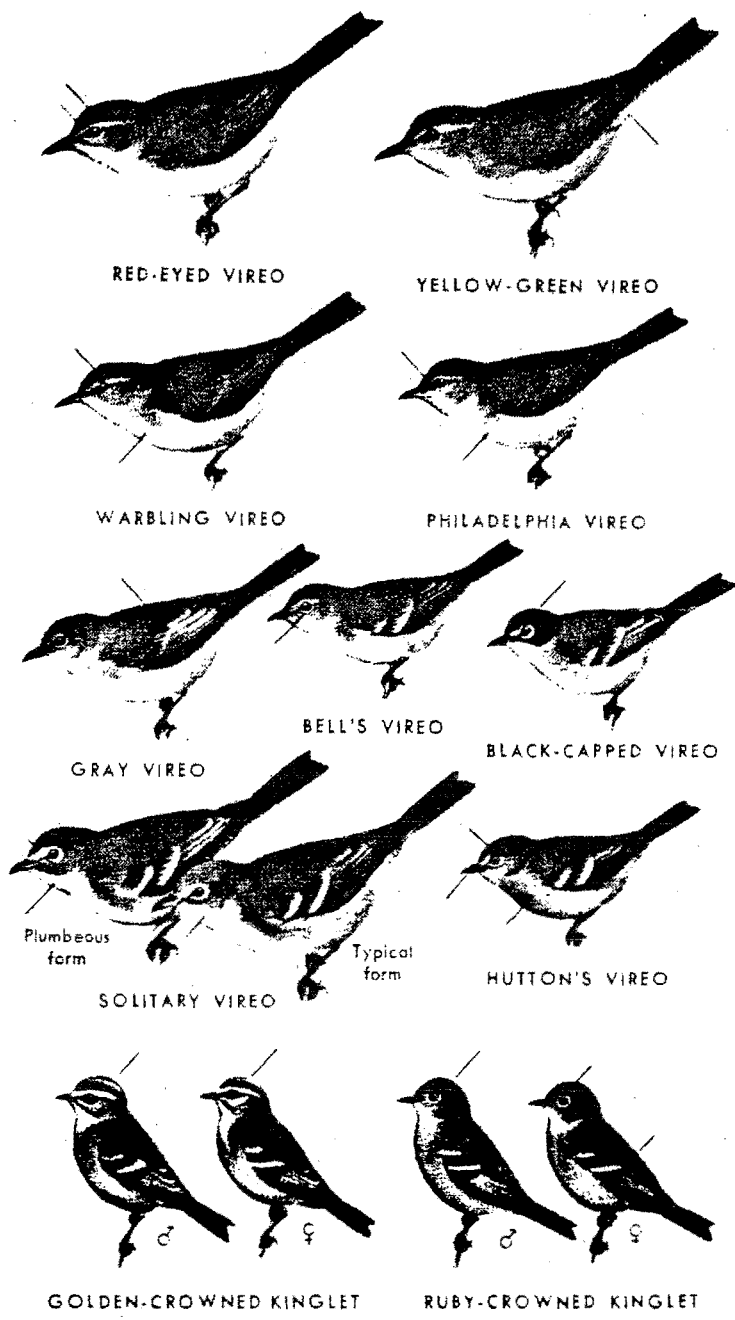 RED-EYED VIREO
YELLOW-GREEN VIREO
WARBLING VIREO
PHILADELPHIA VIREO
BELL'S VIREO
BLACK-CAPPED VIREO
GRAY VIREO
Plumbeous
form
Typical
form
SOLITARY VIREO
HUTTON'S VIREO
♂
♀
♂
♀
GOLDEN-CROWNED KINGLET
RUBY-CROWNED KINGLET